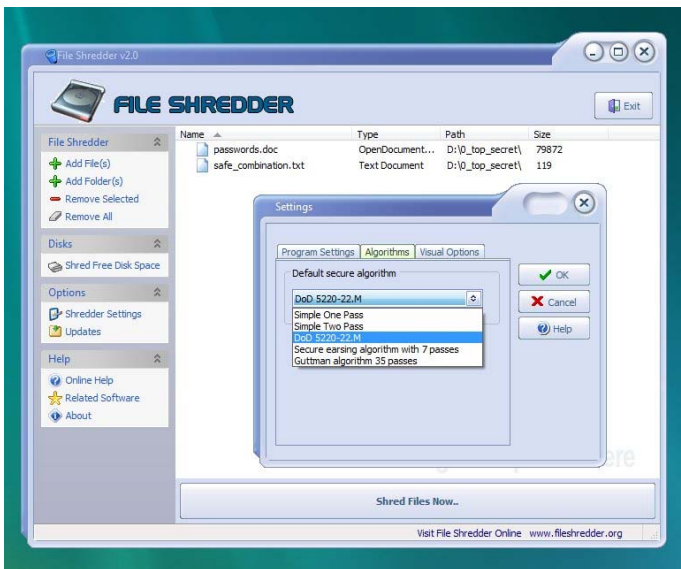 File Shredder v2.0
FILE SHREDDER
Exit
File Shredder
Add File(s)
Add Folder(s)
Remove Selected
Remove All
Disks
Shred Free Disk Space
Options
Shredder Settings
Updates
Help
Online Help
Related Software
About
Name Type Path Size
passwords.doc OpenDocument... D:\0_top_secret\ 79872
safe_combination.txt Text Document D:\0_top_secret\ 119
Settings
Program Settings Algorithms Visual Options
Default secure algorithm
DoD 5220-22.M
Simple One Pass
Simple Two Pass
DoD 5220-22.M
Secure earsing algorithm with 7 passes
Guttman algorithm 35 passes
OK
Cancel
Help
Shred Files Now..
Visit File Shredder Online www.fileshredder.org